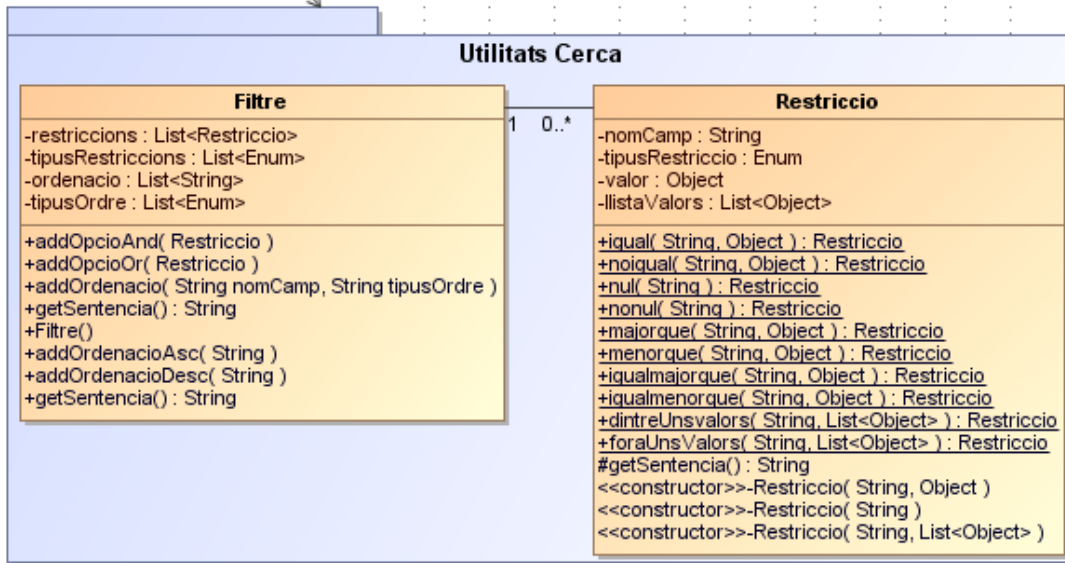 Utilitats Cerca
Filtre
-restriccions : List<Restriccio>
-tipusRestriccions : List<Enum>
-ordenacio : List<String>
-tipusOrdre : List<Enum>
+addOpcioAnd( Restriccio )
+addOpcioOr( Restriccio )
+addOrdenacio( String nomCamp, String tipusOrdre )
+getSentencia() : String
+Filtre()
+addOrdenacioAsc( String )
+addOrdenacioDesc( String )
+getSentencia() : String
1 0..*
Restriccio
-nomCamp : String
-tipusRestriccio : Enum
-valor : Object
-llistaValors : List<Object>
+igual( String, Object ) : Restriccio
+noigual( String, Object ) : Restriccio
+nul( String ) : Restriccio
+nonul( String ) : Restriccio
+majorque( String, Object ) : Restriccio
+menorque( String, Object ) : Restriccio
+igualmajorque( String, Object ) : Restriccio
+igualmenorque( String, Object ) : Restriccio
+dintreUnsvalors( String, List<Object> ) : Restriccio
+foraUnsValors( String, List<Object> ) : Restriccio
#getSentencia() : String
<<constructor>>-Restriccio( String, Object )
<<constructor>>-Restriccio( String )
<<constructor>>-Restriccio( String, List<Object> )